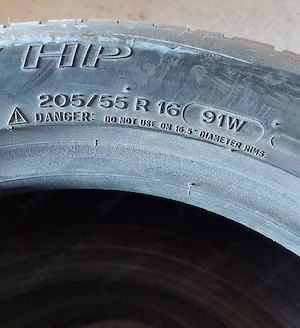 HP
205/55 R 16 91W
⚠ DANGER: DO NOT USE ON 16.5" DIAMETER RIMS